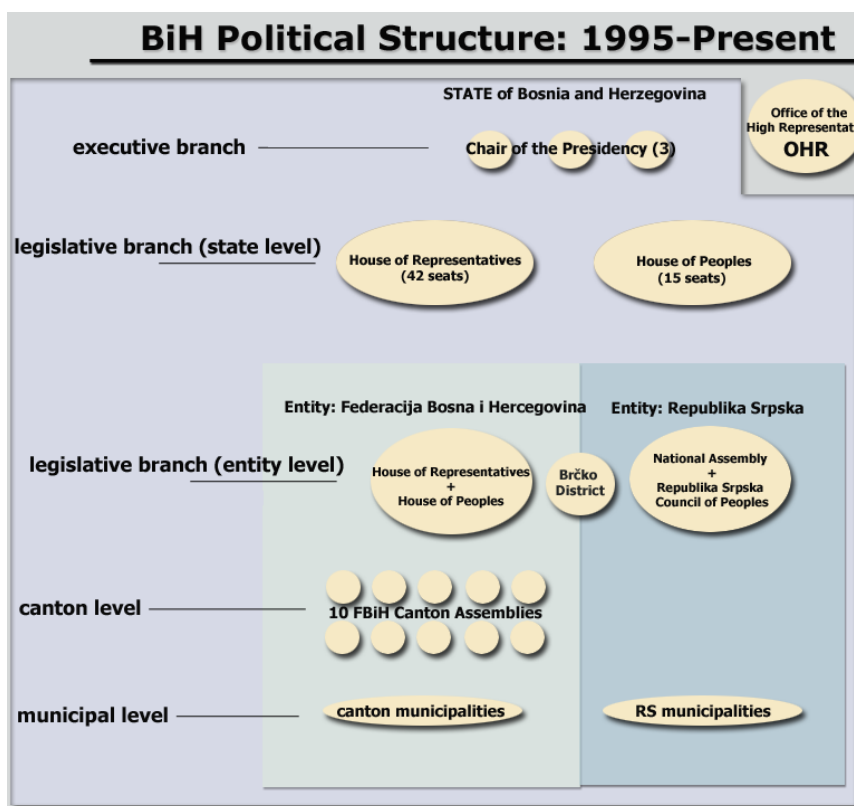 BiH Political Structure: 1995-Present
STATE of Bosnia and Herzegovina
Office of the
High Representat
OHR
executive branch
Chair of the Presidency (3)
legislative branch (state level)
House of Representatives
(42 seats)
House of Peoples
(15 seats)
Entity: Federacija Bosna i Hercegovina
Entity: Republika Srpska
legislative branch (entity level)
House of Representatives
+
House of Peoples
Brčko
District
National Assembly
+
Republika Srpska
Council of Peoples
canton level
10 FBiH Canton Assemblies
municipal level
canton municipalities
RS municipalities